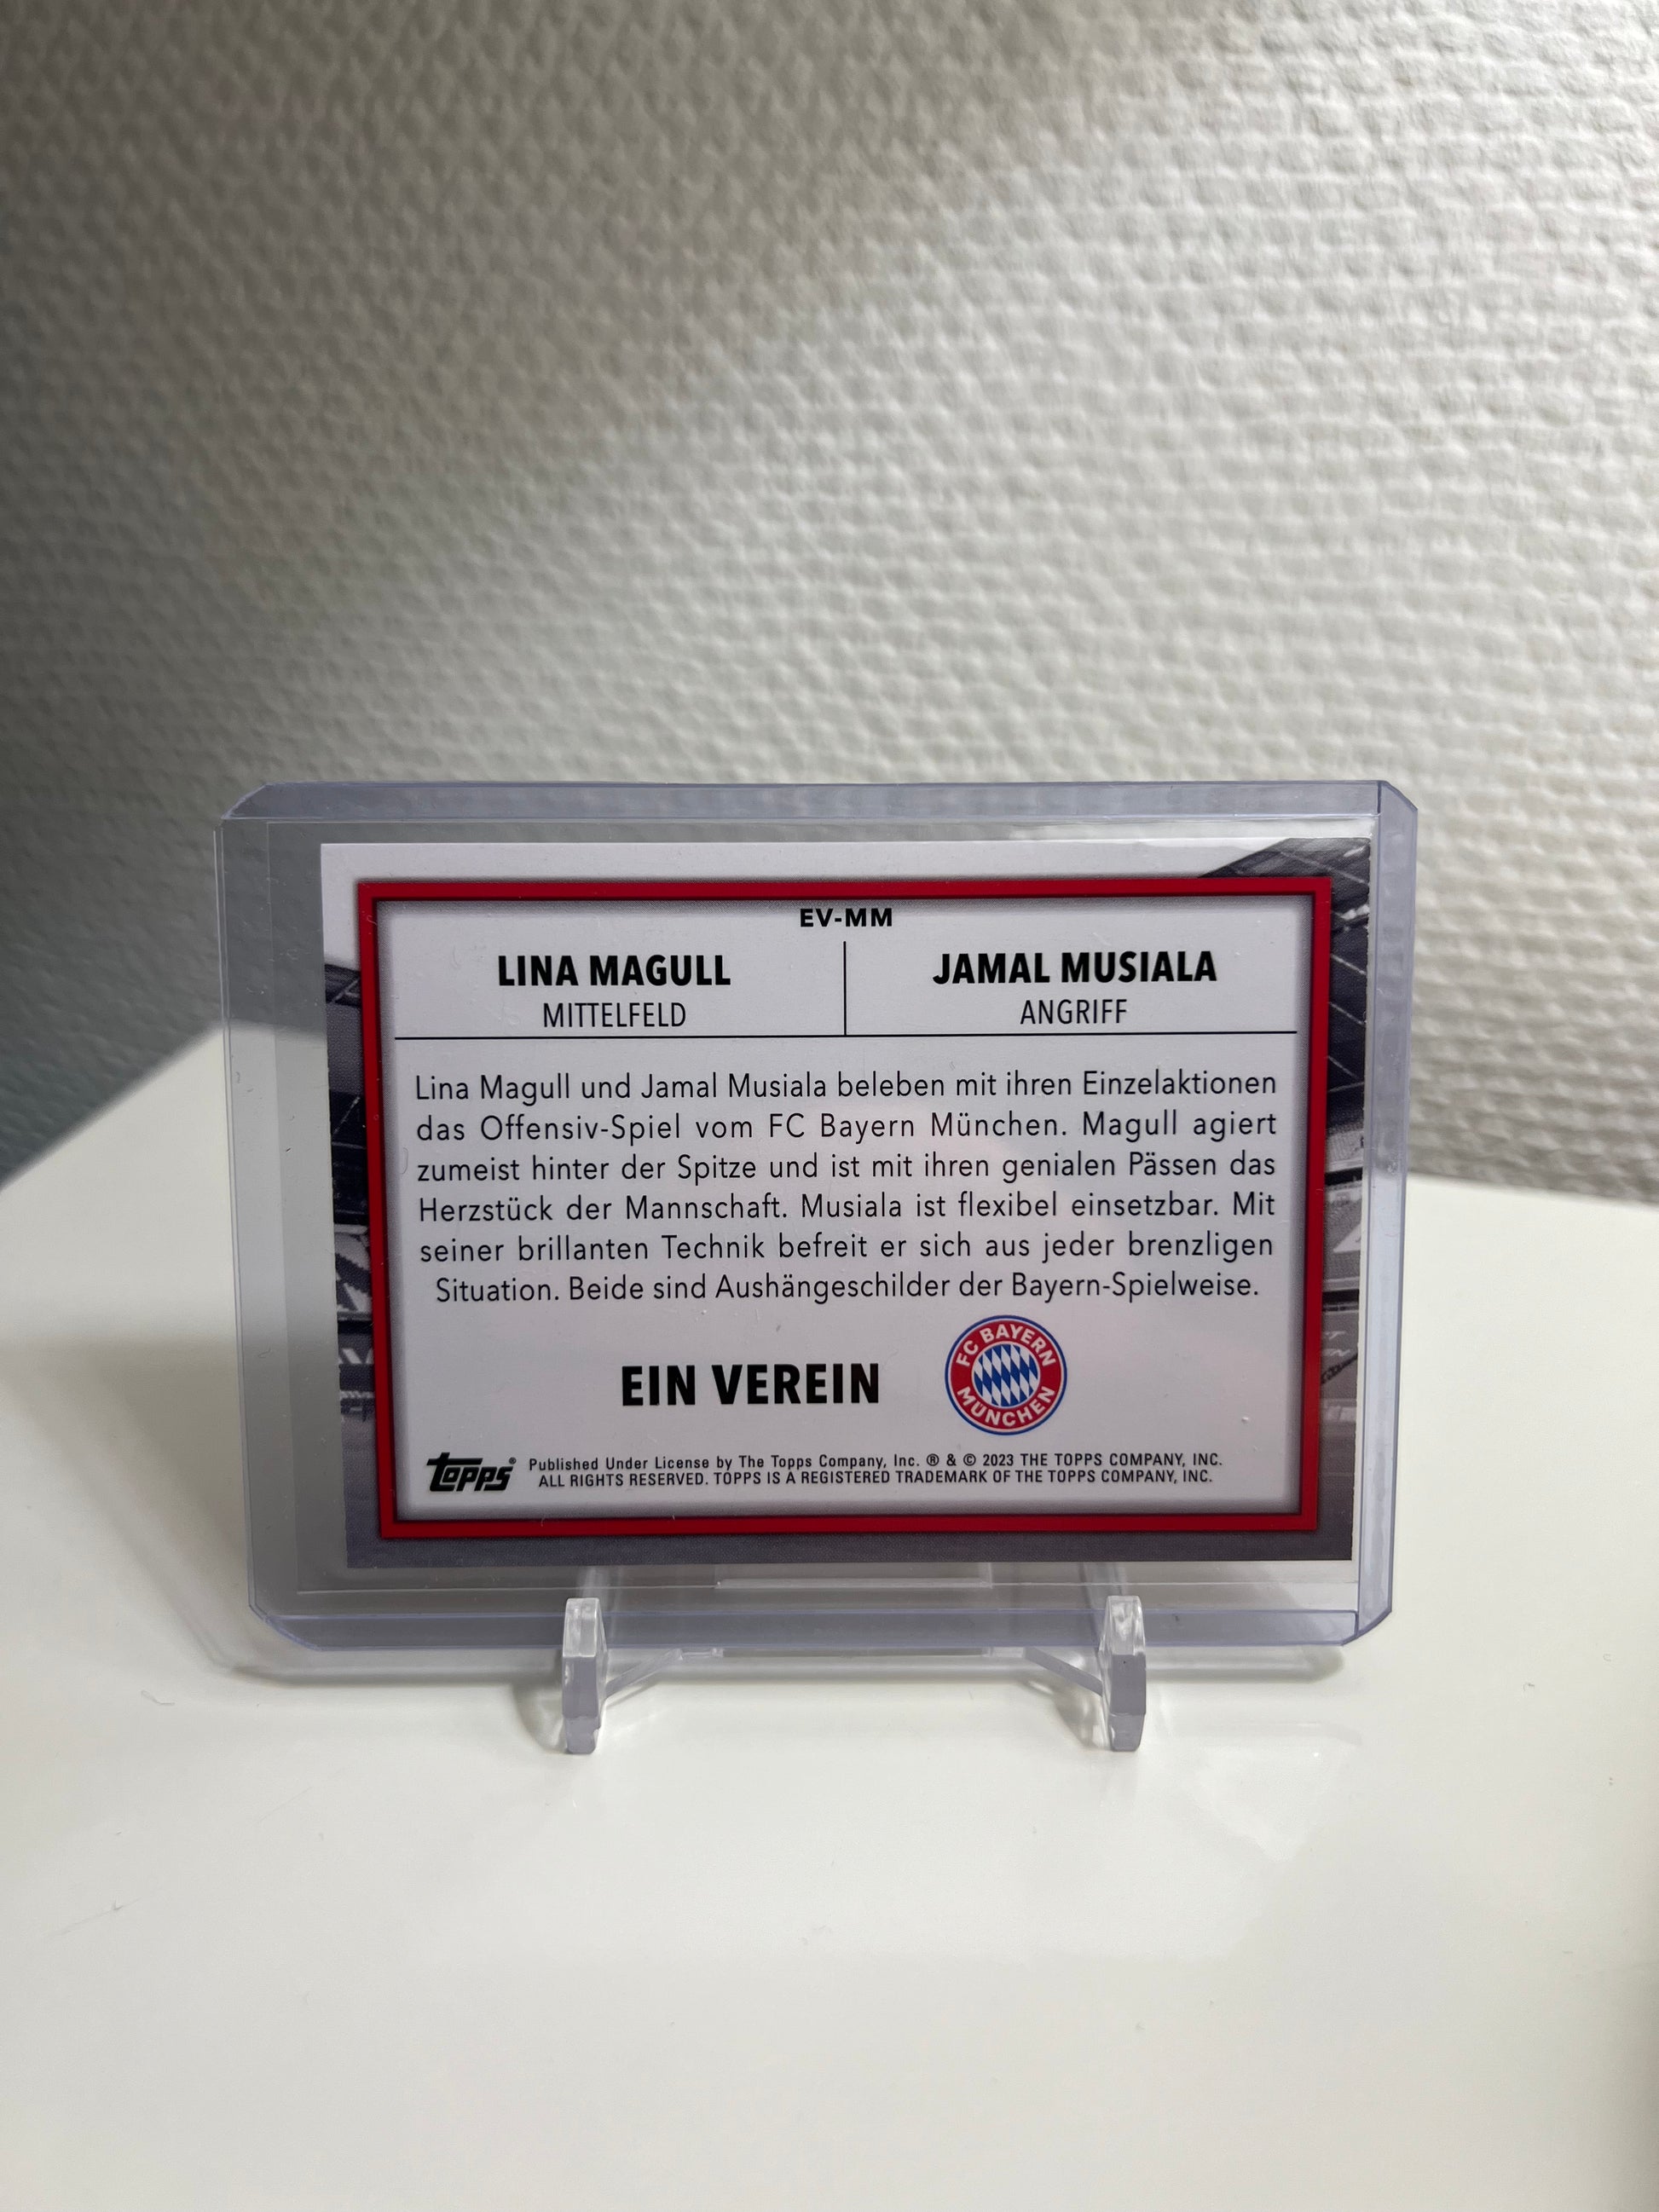 EV-MM
LINA MAGULL
MITTELFELD
JAMAL MUSIALA
ANGRIFF
Lina Magull und Jamal Musiala beleben mit ihren Einzelaktionen
das Offensiv-Spiel vom FC Bayern München. Magull agiert
zumeist hinter der Spitze und ist mit ihren genialen Pässen das
Herzstück der Mannschaft. Musiala ist flexibel einsetzbar. Mit
seiner brillanten Technik befreit er sich aus jeder brenzligen
Situation. Beide sind Aushängeschilder der Bayern-Spielweise.
EIN VEREIN
FC BAYERN
MÜNCHEN
topps®
Published Under License by The Topps Company, Inc. ® & © 2023 THE TOPPS COMPANY, INC.
ALL RIGHTS RESERVED. TOPPS IS A REGISTERED TRADEMARK OF THE TOPPS COMPANY, INC.